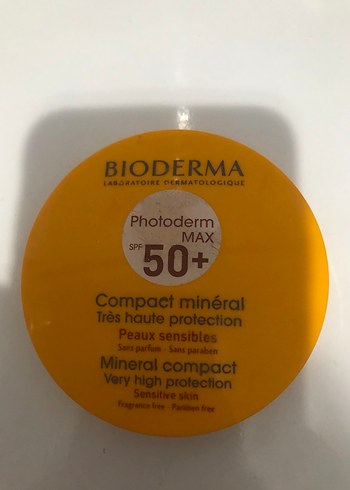 BIODERMA
LABORATOIRE DERMATOLOGIQUE
Photoderm
MAX
SPF 50+
Compact minéral
Très haute protection
Peaux sensibles
Sans parfum - Sans paraben
Mineral compact
Very high protection
Sensitive skin
Fragrance free - Paraben free